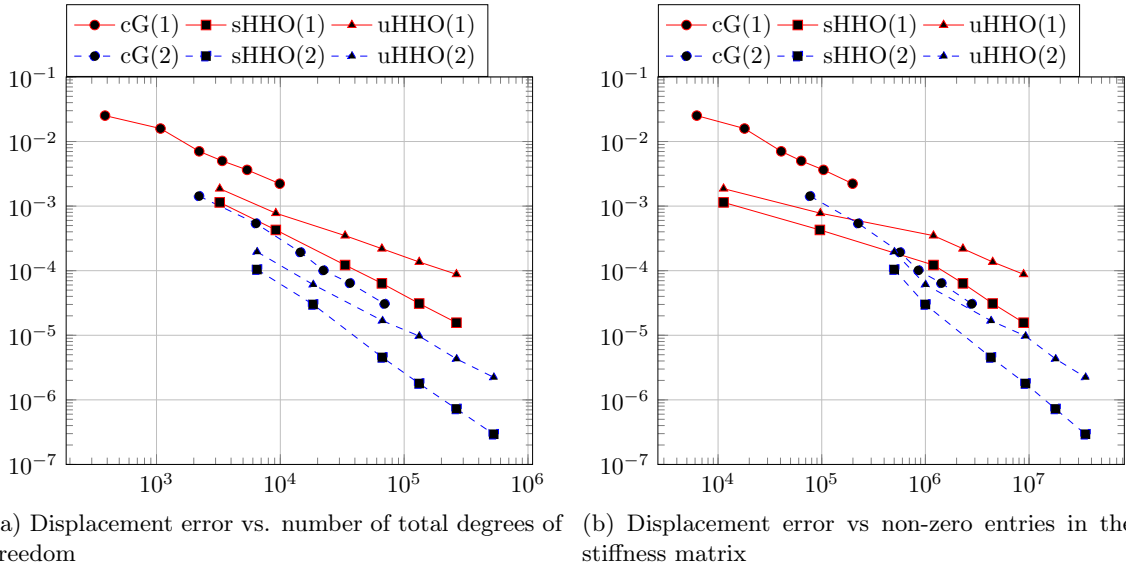 cG(1) sHHO(1) uHHO(1)
cG(2) sHHO(2) uHHO(2)
10^−1
10^−2
10^−3
10^−4
10^−5
10^−6
10^−7
10^3 10^4 10^5 10^6
a) Displacement error vs. number of total degrees of
reedom
cG(1) sHHO(1) uHHO(1)
cG(2) sHHO(2) uHHO(2)
10^−1
10^−2
10^−3
10^−4
10^−5
10^−6
10^−7
10^4 10^5 10^6 10^7
(b) Displacement error vs non-zero entries in the
stiffness matrix